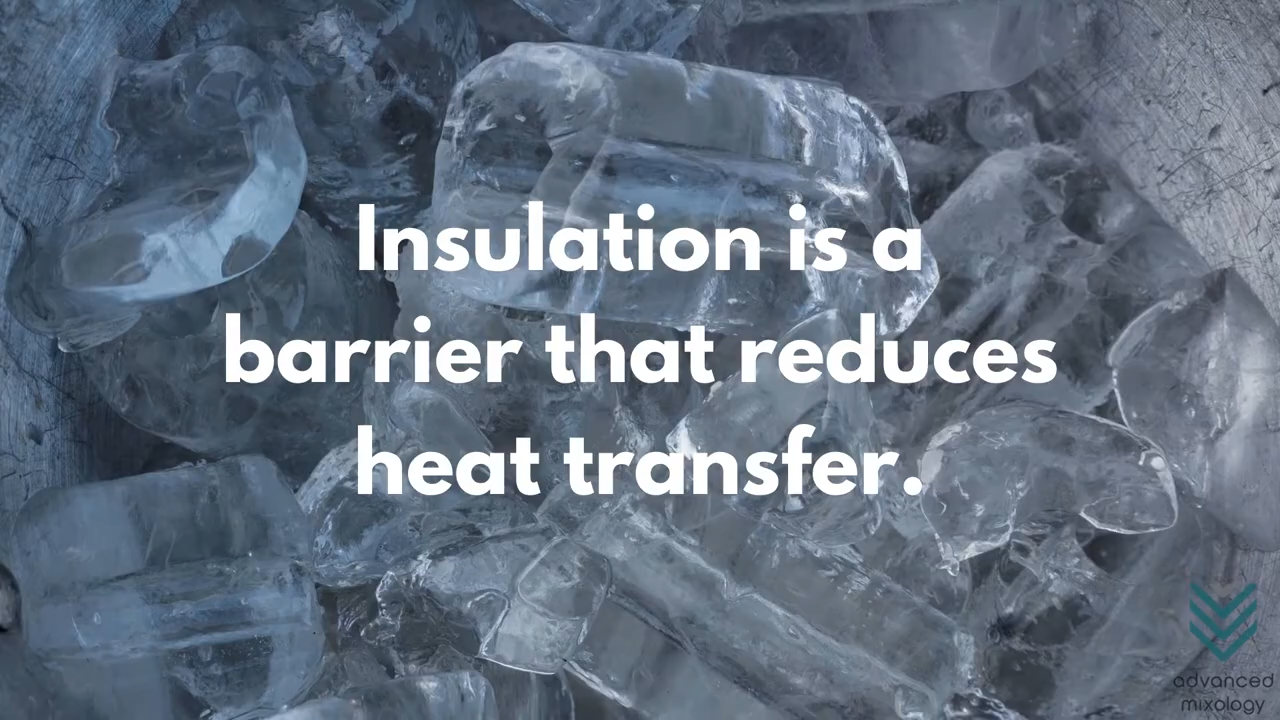 Insulation is a
barrier that reduces
heat transfer.
advanced
mixology